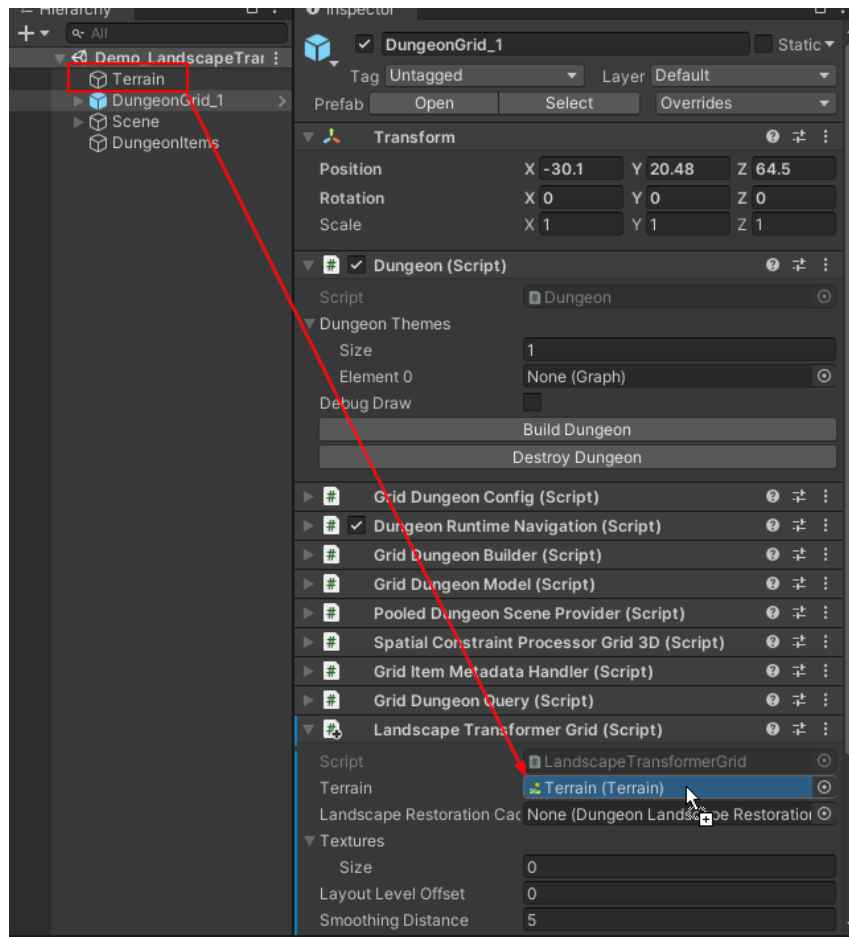 Hierarchy
All
Demo_LandscapeTrar
Terrain
DungeonGrid_1
Scene
DungeonItems
Inspector
DungeonGrid_1 Static
Tag Untagged Layer Default
Prefab Open Select Overrides
Transform
Position X -30.1 Y 20.48 Z 64.5
Rotation X 0 Y 0 Z 0
Scale X 1 Y 1 Z 1
# Dungeon (Script)
Script # Dungeon
Dungeon Themes
Size 1
Element 0 None (Graph)
Debug Draw
Build Dungeon
Destroy Dungeon
# Grid Dungeon Config (Script)
# Dungeon Runtime Navigation (Script)
# Grid Dungeon Builder (Script)
# Grid Dungeon Model (Script)
# Pooled Dungeon Scene Provider (Script)
# Spatial Constraint Processor Grid 3D (Script)
# Grid Item Metadata Handler (Script)
# Grid Dungeon Query (Script)
# Landscape Transformer Grid (Script)
Script # LandscapeTransformerGrid
Terrain Terrain (Terrain)
Landscape Restoration Cac None (Dungeon Landscape Restoration
Textures
Size 0
Layout Level Offset 0
Smoothing Distance 5